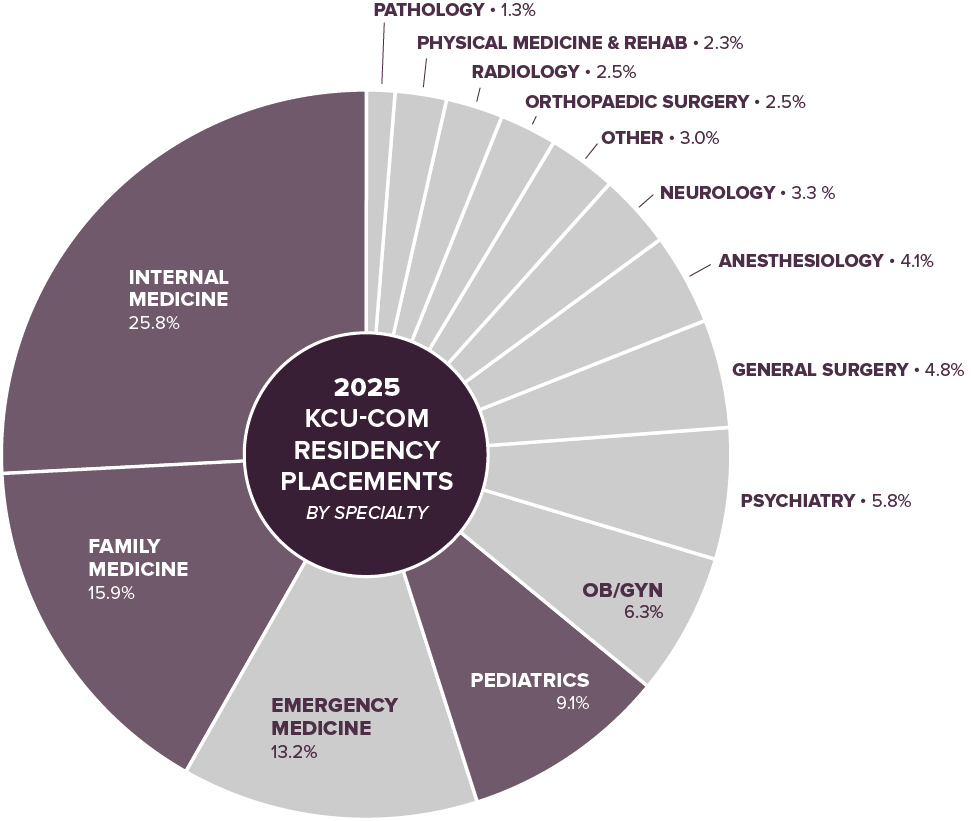 PATHOLOGY • 1.3%
PHYSICAL MEDICINE & REHAB • 2.3%
RADIOLOGY • 2.5%
ORTHOPAEDIC SURGERY • 2.5%
OTHER • 3.0%
NEUROLOGY • 3.3 %
ANESTHESIOLOGY • 4.1%
GENERAL SURGERY • 4.8%
PSYCHIATRY • 5.8%
OB/GYN
6.3%
PEDIATRICS
9.1%
EMERGENCY
MEDICINE
13.2%
FAMILY
MEDICINE
15.9%
INTERNAL
MEDICINE
25.8%
2025
KCU-COM
RESIDENCY
PLACEMENTS
BY SPECIALTY